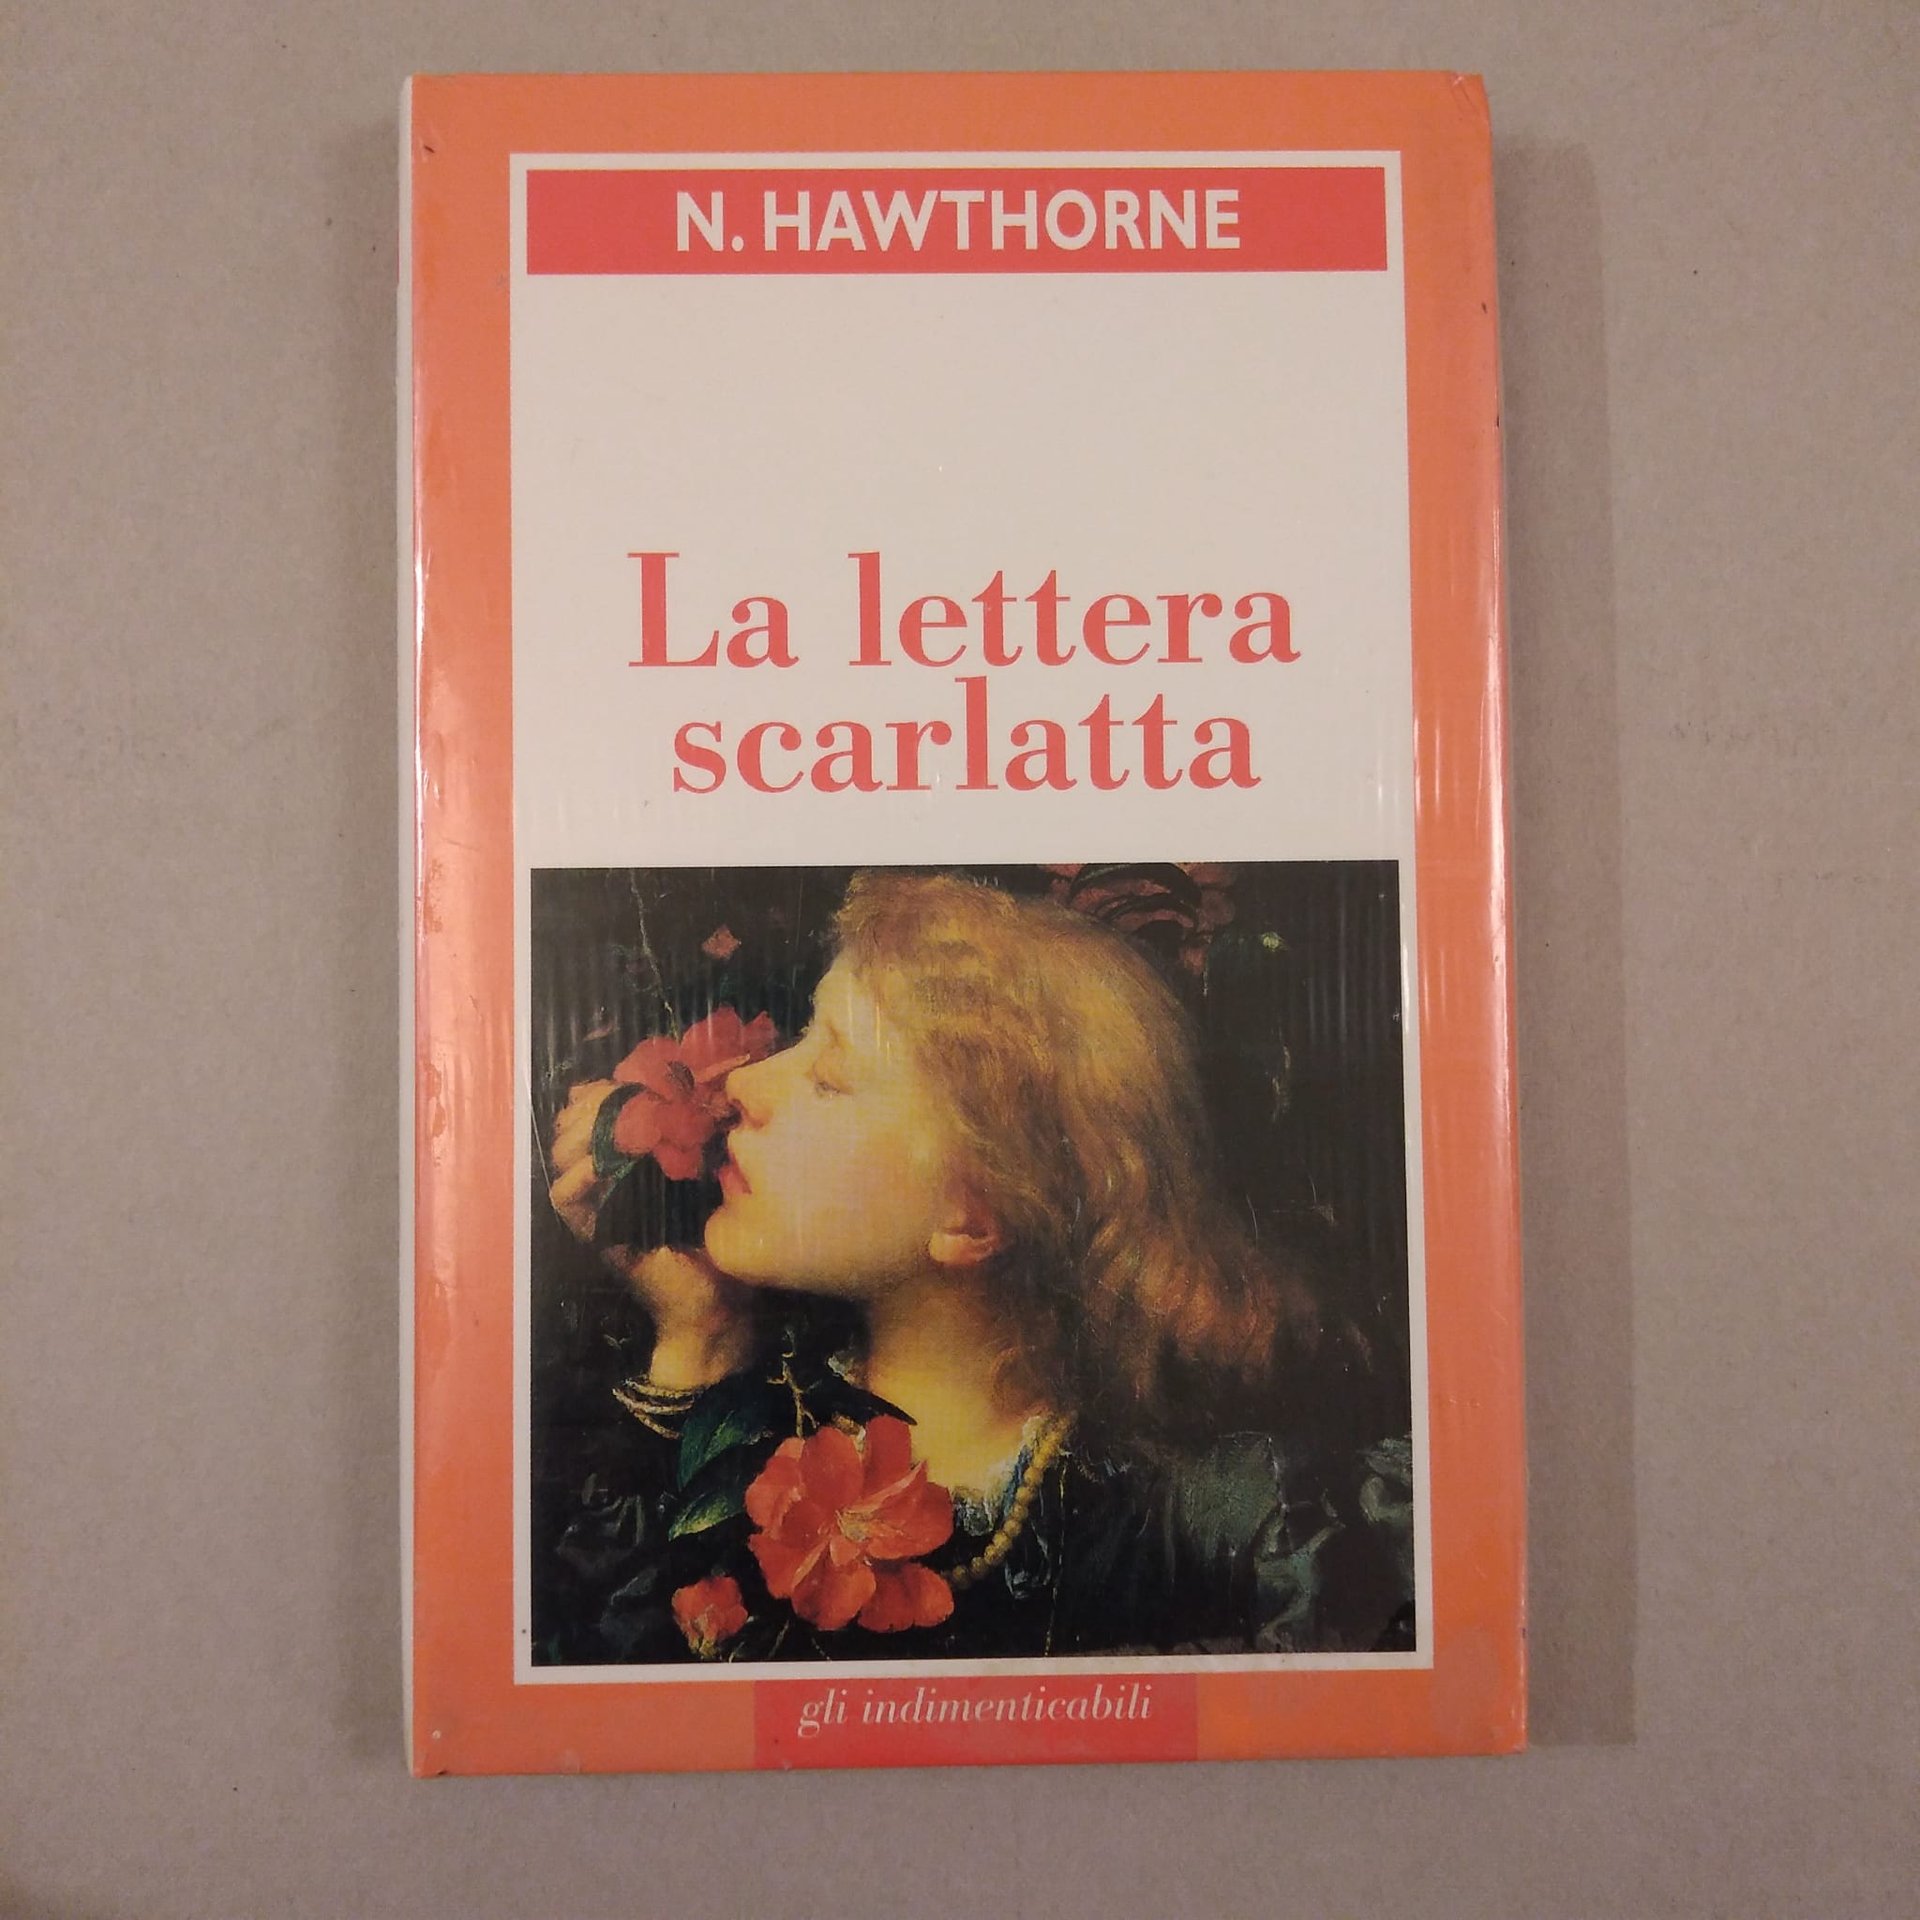 N. HAWTHORNE
La lettera
scarlatta
gli indimenticabili